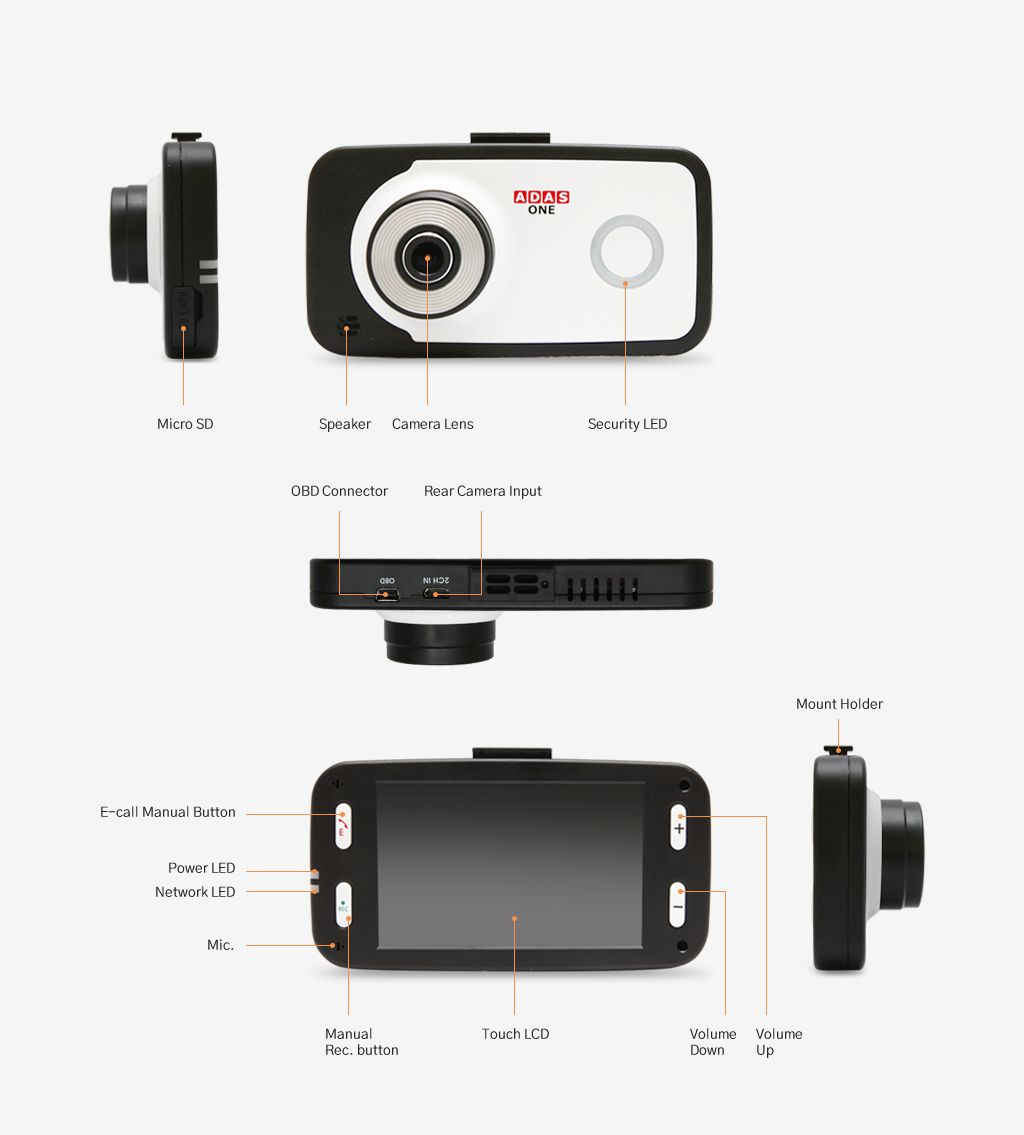 ADAS
ONE
Micro SD
Speaker
Camera Lens
Security LED
OBD Connector
Rear Camera Input
OBD
2CH IN
Mount Holder
E-call Manual Button
E
Power LED
Network LED
REC
Mic.
+
−
Manual
Rec. button
Touch LCD
Volume
Down
Volume
Up